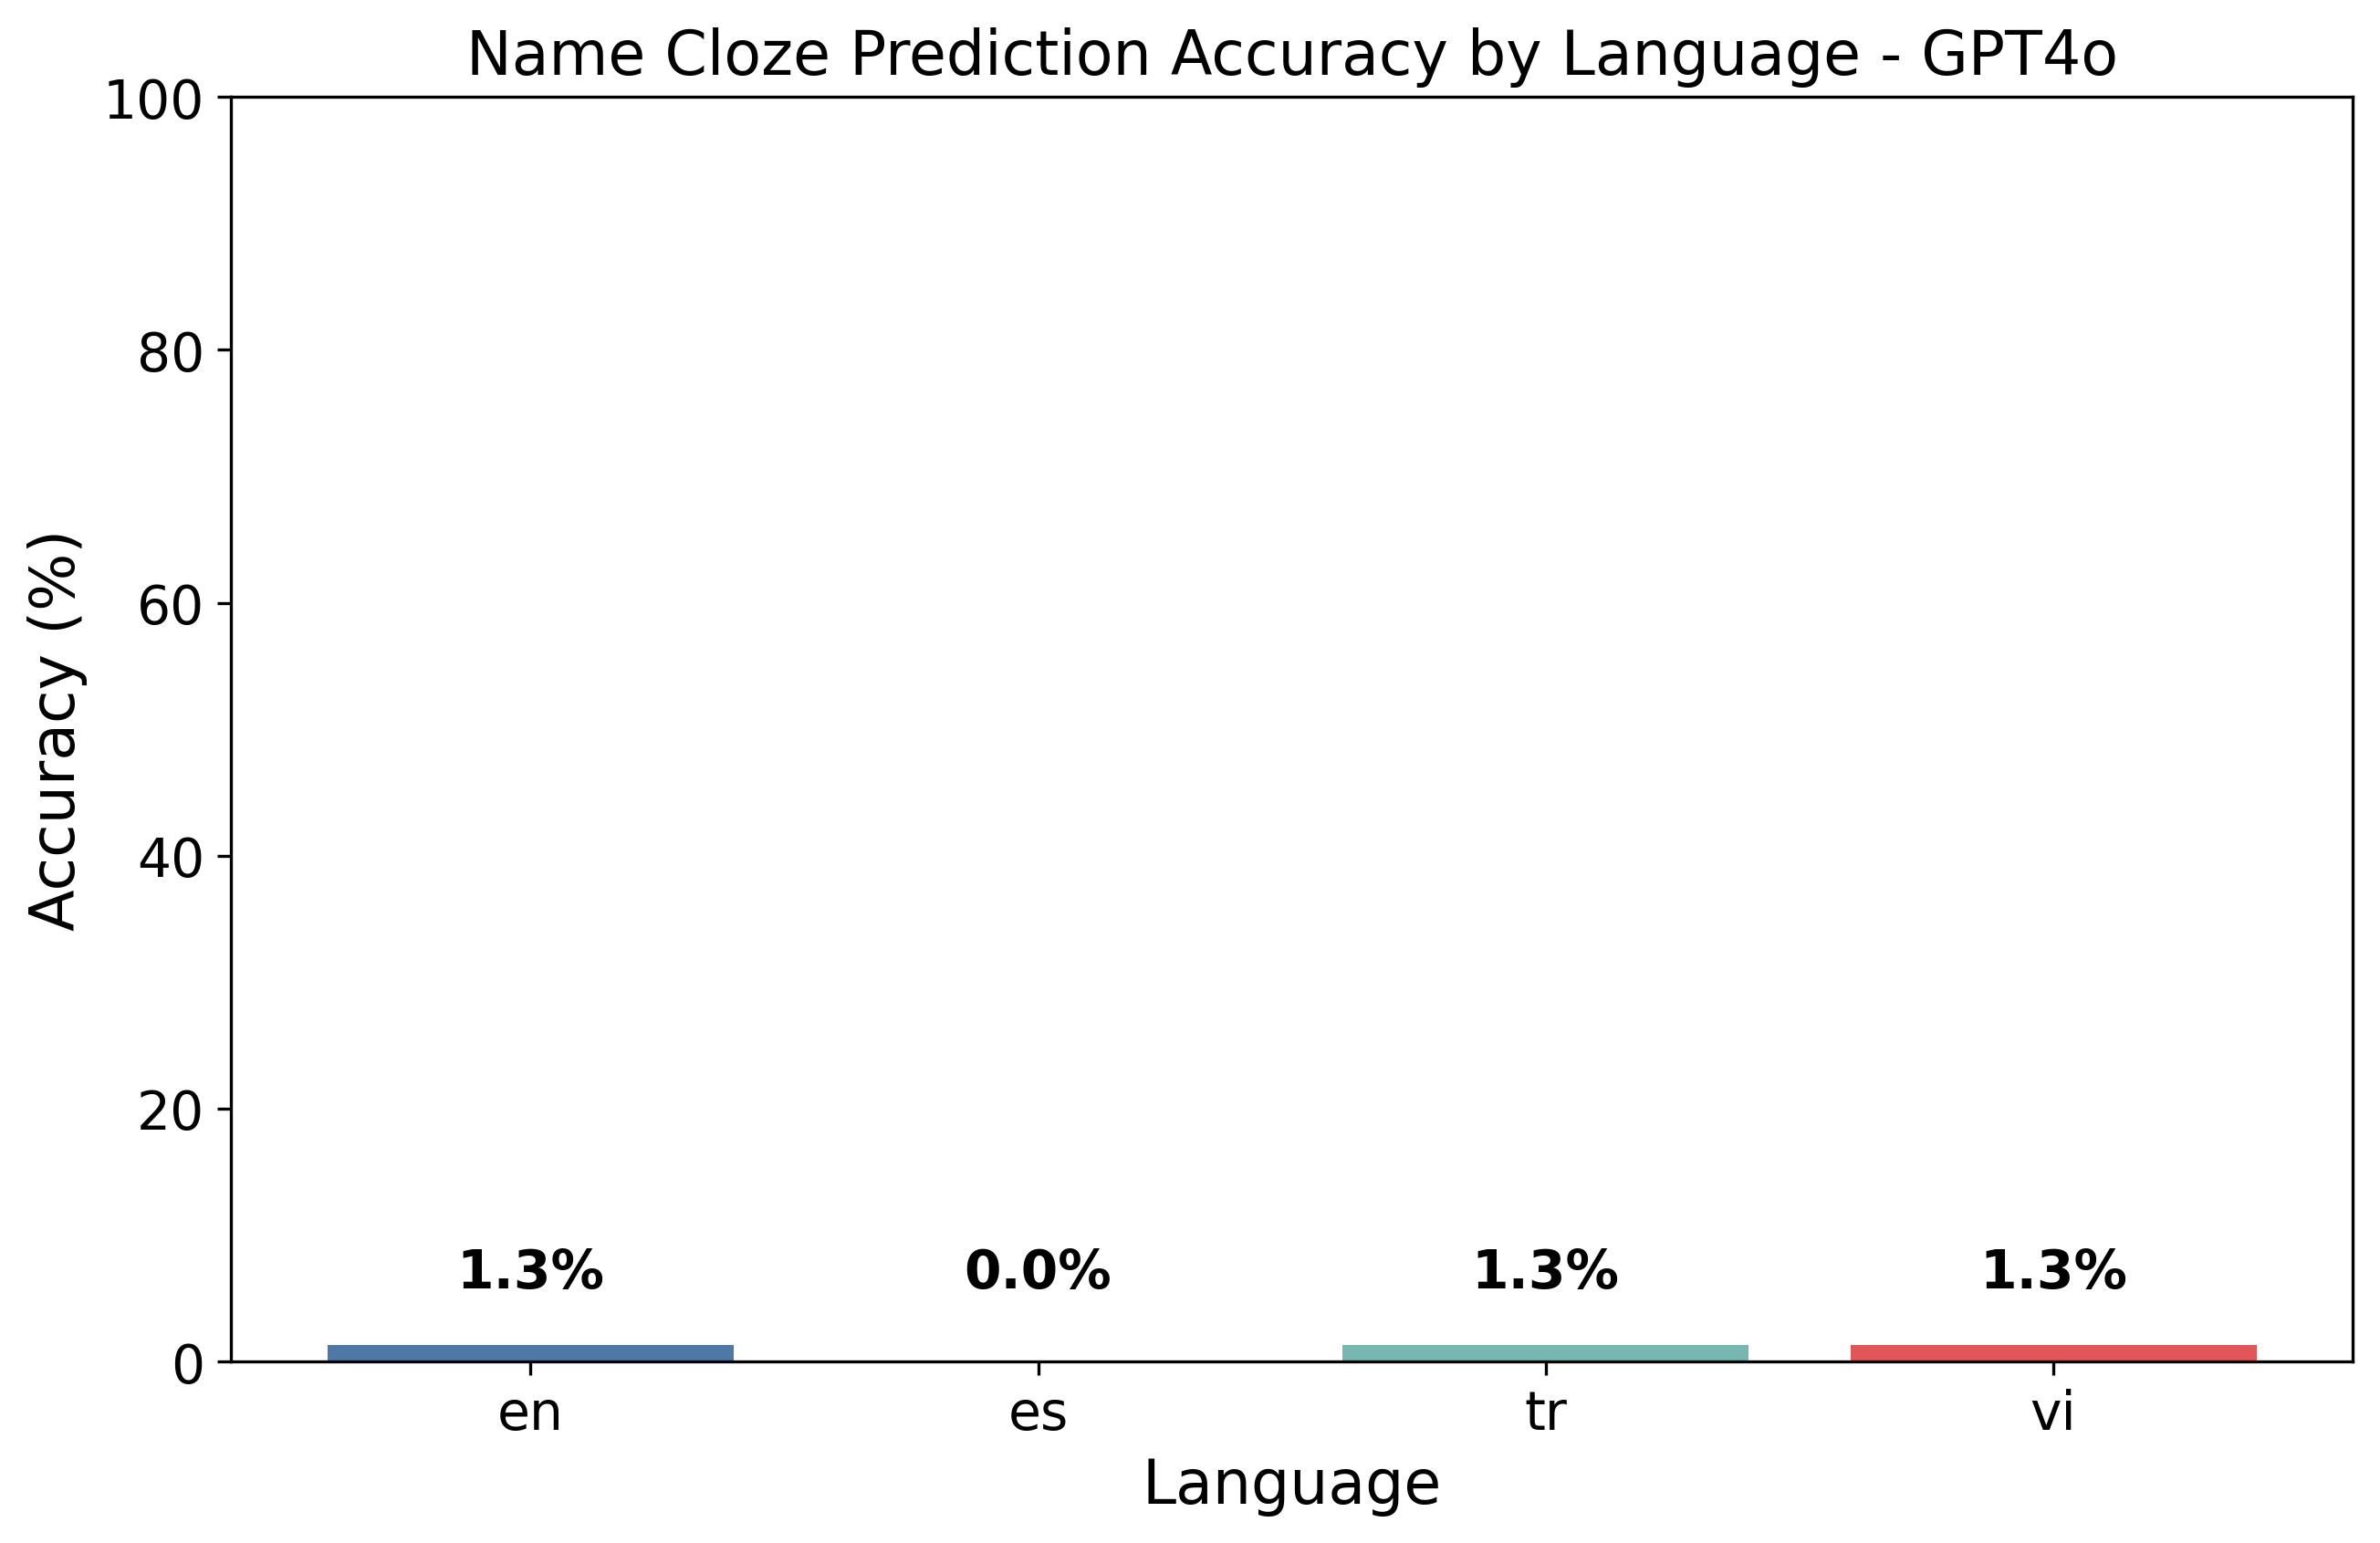 Name Cloze Prediction Accuracy by Language - GPT4o
100
80
60
40
20
0
Accuracy (%)
1.3%
0.0%
1.3%
1.3%
en
es
tr
vi
Language